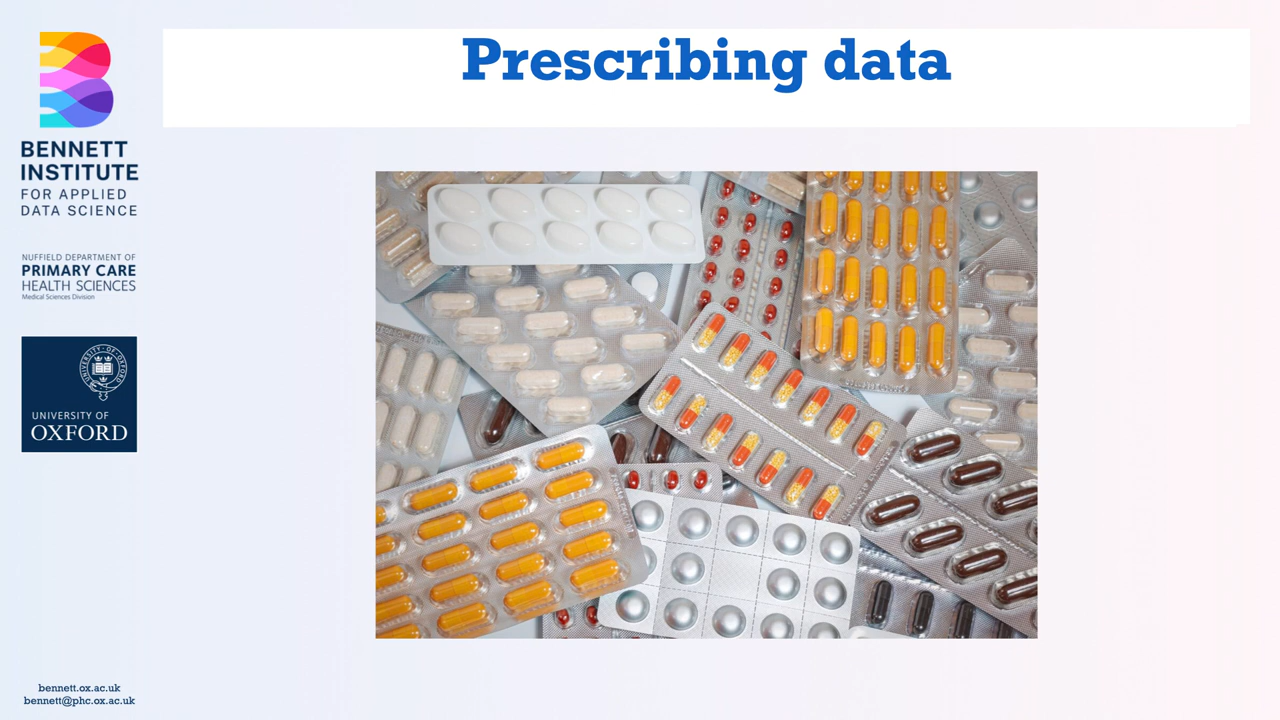 Prescribing data
BENNETT
INSTITUTE
FOR APPLIED
DATA SCIENCE
NUFFIELD DEPARTMENT OF
PRIMARY CARE
HEALTH SCIENCES
Medical Sciences Division
UNIVERSITY OF
OXFORD
bennett.ox.ac.uk
bennett@phc.ox.ac.uk